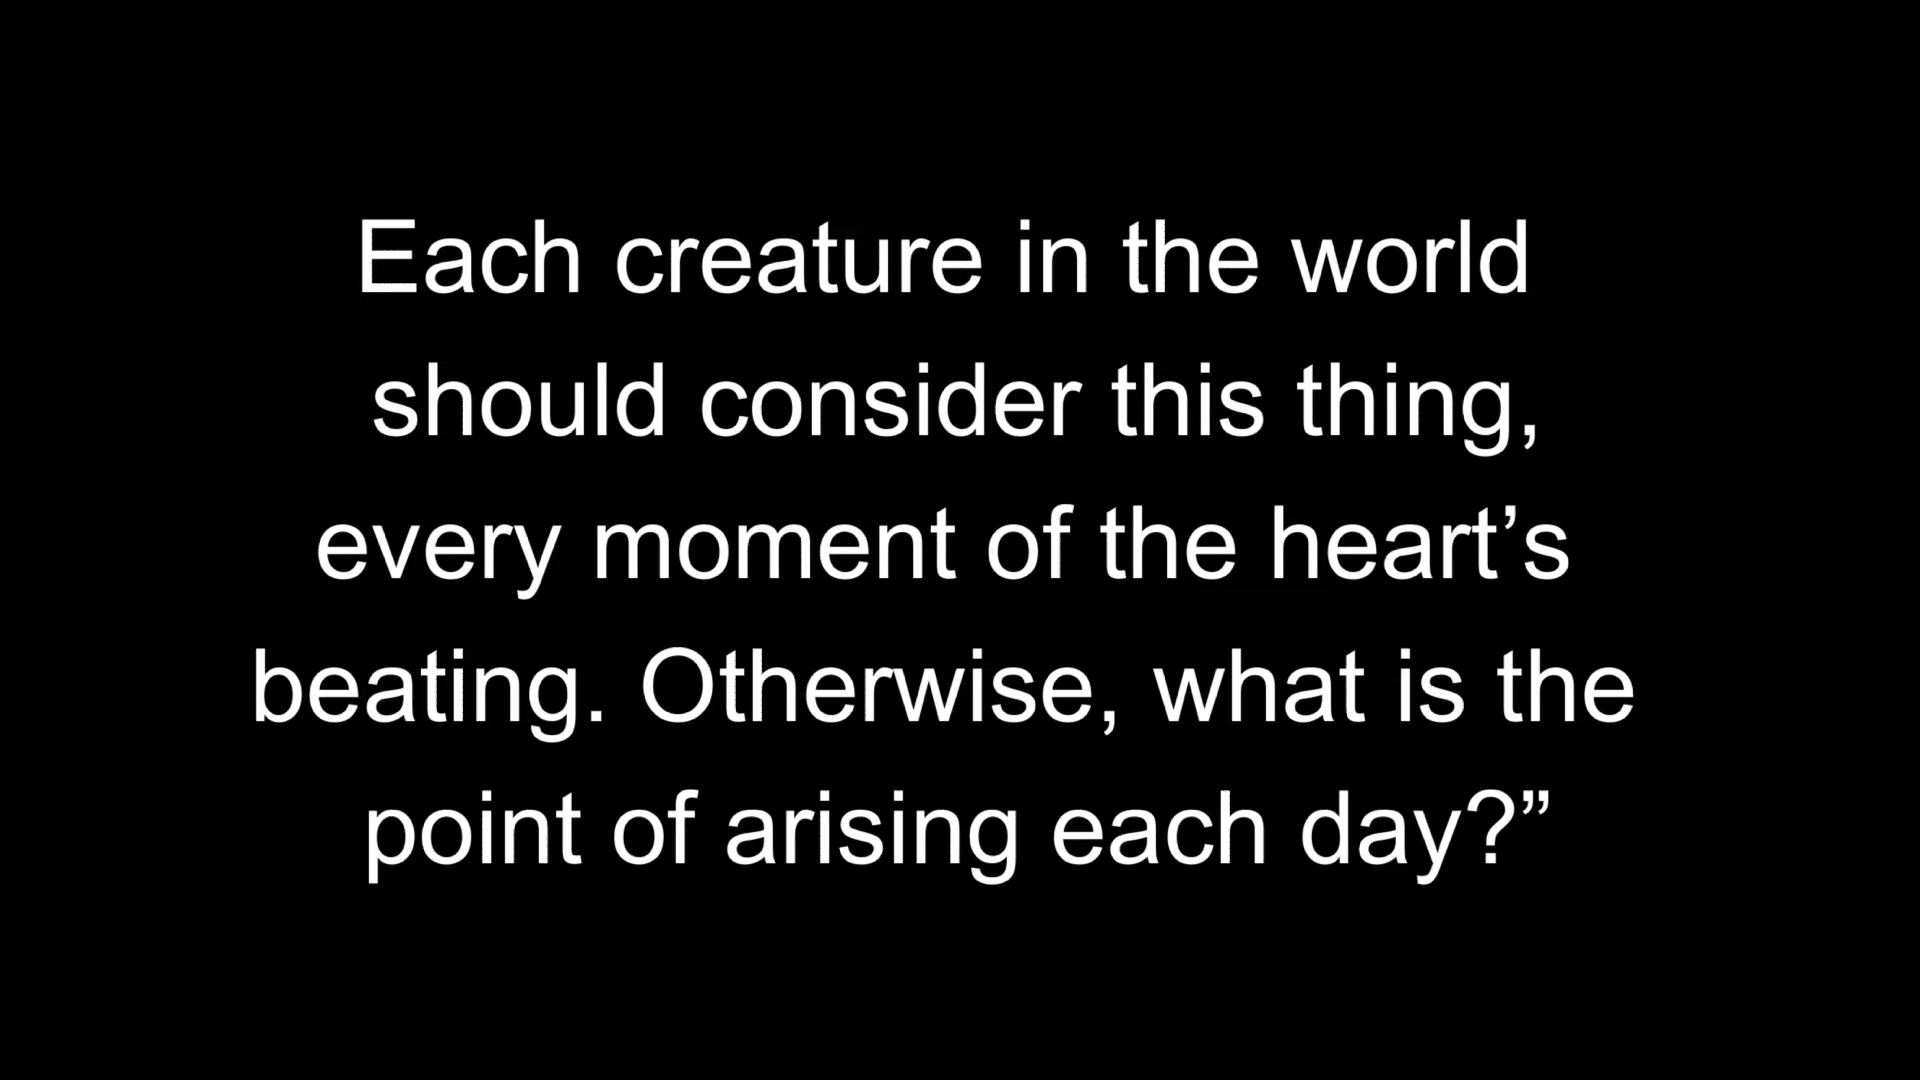 Each creature in the world
should consider this thing,
every moment of the heart’s
beating. Otherwise, what is the
point of arising each day?”